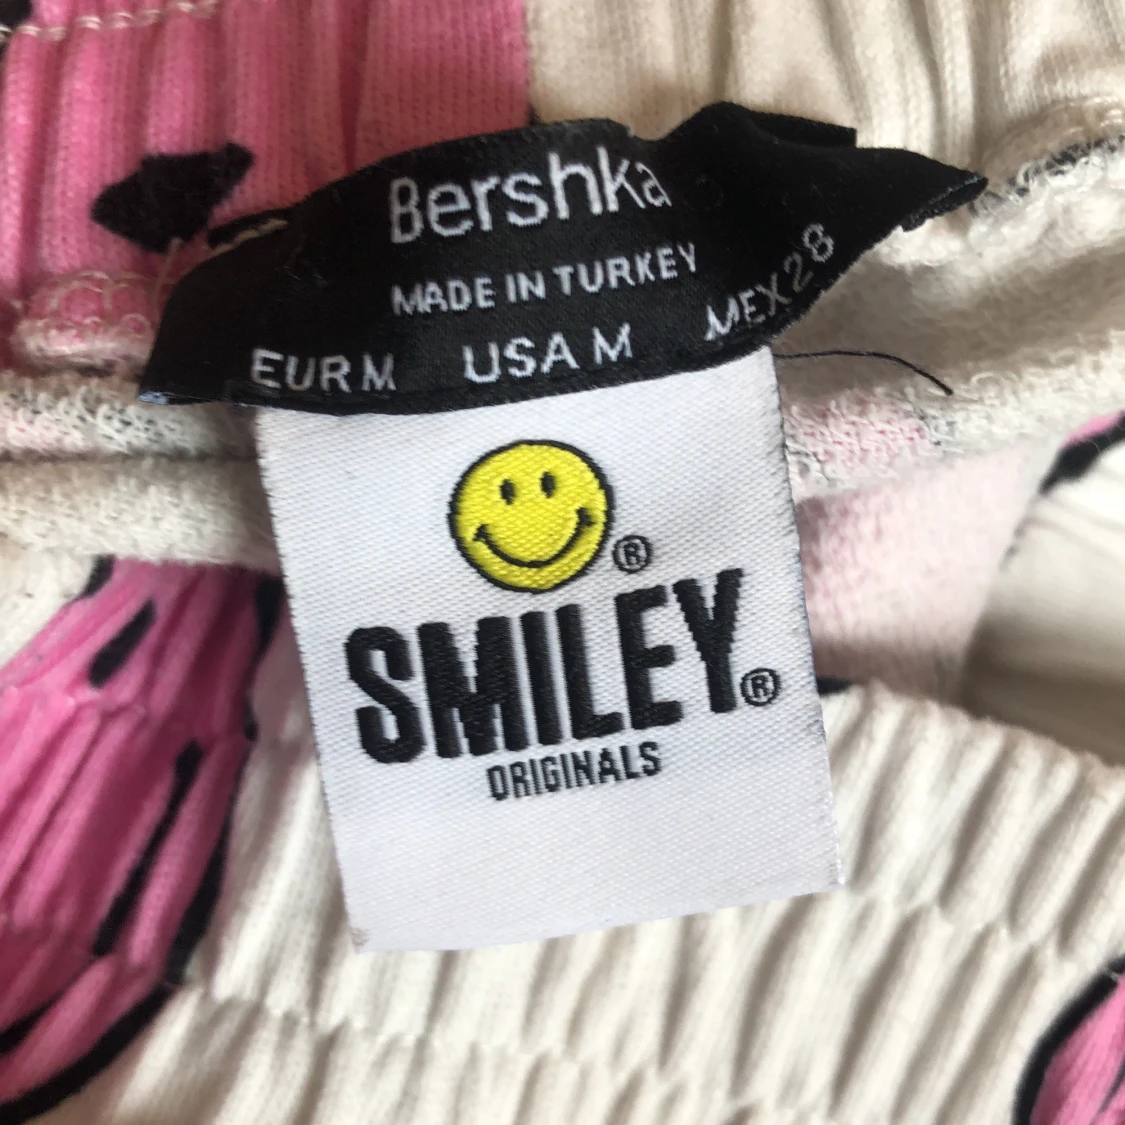 Bershka
MADE IN TURKEY
EUR M USA M MEX 28
®
SMILEY®
ORIGINALS